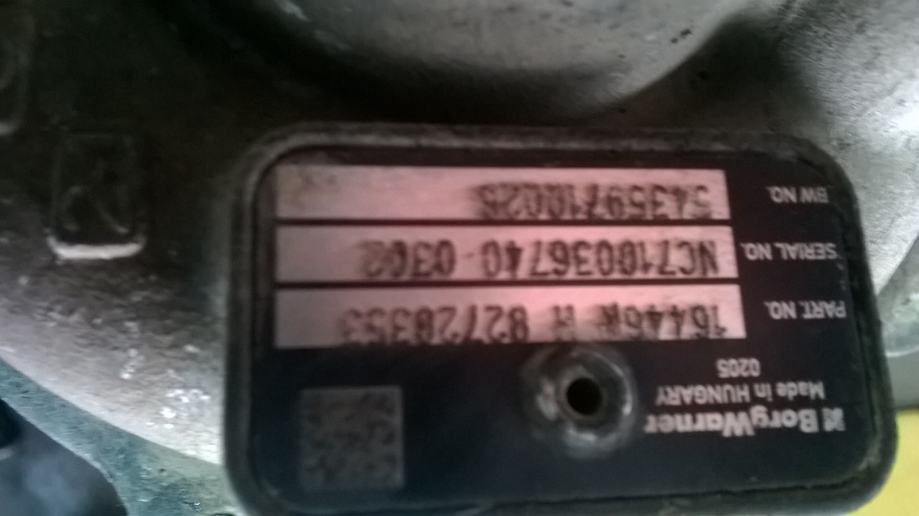 BorgWarner
Made in HUNGARY
0205
PART NO.
SERIAL NO. NC710036740 0302
BW NO. 54359710028